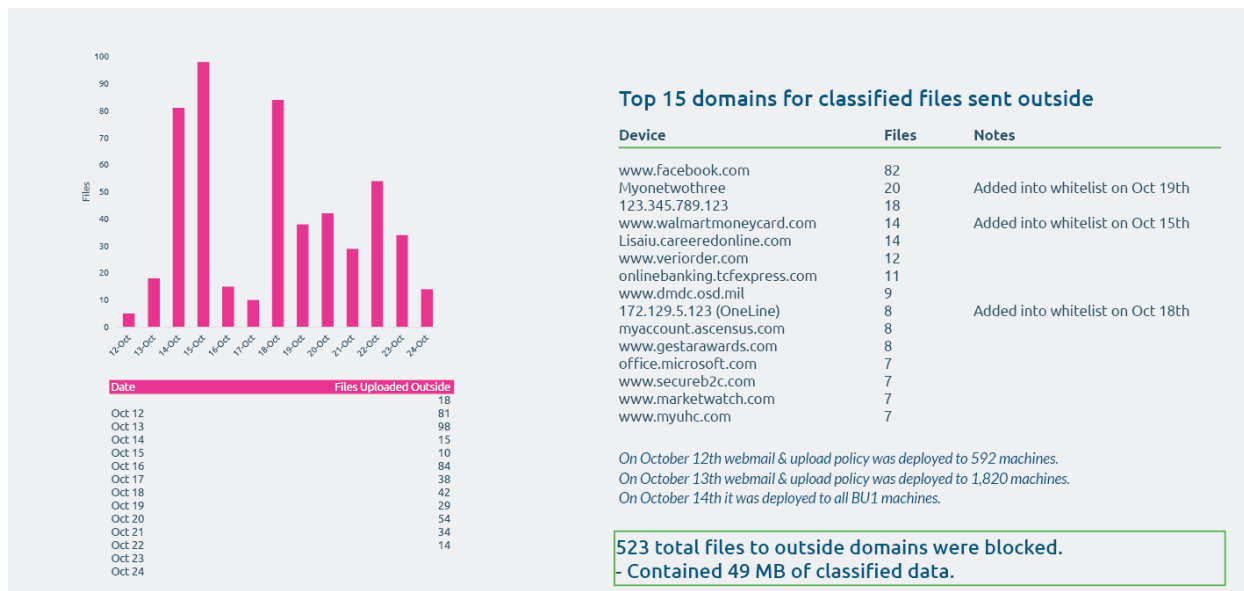 100
90
80
70
60
50
40
30
20
10
0
Files
12-Oct 13-Oct 14-Oct 15-Oct 16-Oct 17-Oct 18-Oct 19-Oct 20-Oct 21-Oct 22-Oct 23-Oct 24-Oct
Date Files Uploaded Outside
18
Oct 12 81
Oct 13 98
Oct 14 15
Oct 15 10
Oct 16 84
Oct 17 38
Oct 18 42
Oct 19 29
Oct 20 54
Oct 21 34
Oct 22 14
Oct 23
Oct 24
Top 15 domains for classified files sent outside
Device Files Notes
www.facebook.com 82
Myonetwothree 20 Added into whitelist on Oct 19th
123.345.789.123 18
www.walmartmoneycard.com 14 Added into whitelist on Oct 15th
Lisaiu.careeredonline.com 14
www.veriorder.com 12
onlinebanking.tcfexpress.com 11
www.dmdc.osd.mil 9
172.129.5.123 (OneLine) 8 Added into whitelist on Oct 18th
myaccount.ascensus.com 8
www.gestarawards.com 8
office.microsoft.com 7
www.secureb2c.com 7
www.marketwatch.com 7
www.myuhc.com 7
On October 12th webmail & upload policy was deployed to 592 machines.
On October 13th webmail & upload policy was deployed to 1,820 machines.
On October 14th it was deployed to all BU1 machines.
523 total files to outside domains were blocked.
- Contained 49 MB of classified data.